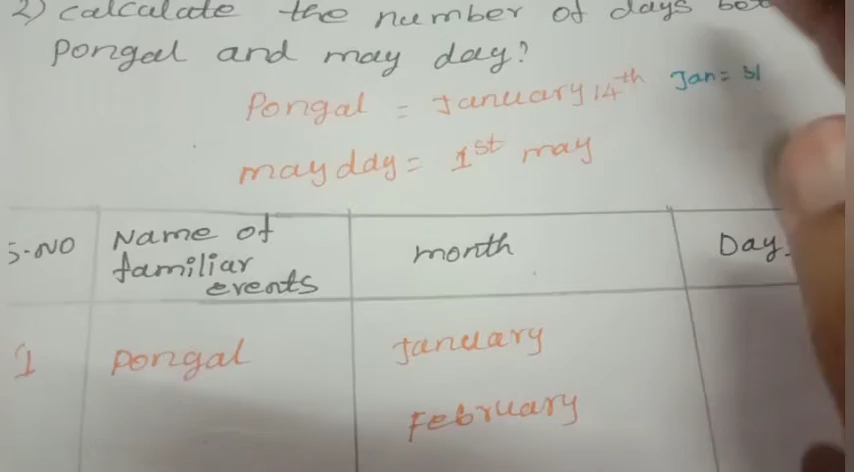 2) calculate the number of days
pongal and may day?
Pongal = January 14th Jan = 31
may day = 1st may
S.NO Name of familiar events month Day
1 Pongal January
February